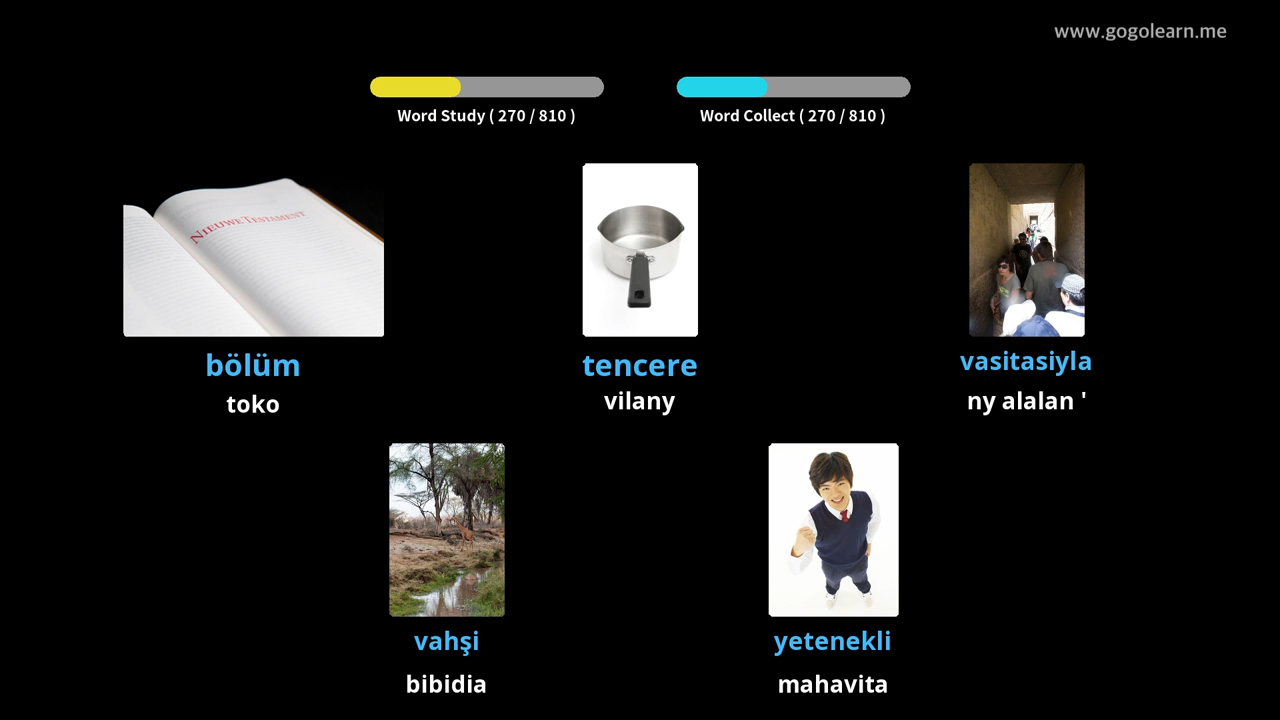 www.gogolearn.me
Word Study ( 270 / 810 )
Word Collect ( 270 / 810 )
NIEUWE TESTAMENT
bölüm
toko
tencere
vilany
vasitasiyla
ny alalan '
vahşi
bibidia
yetenekli
mahavita